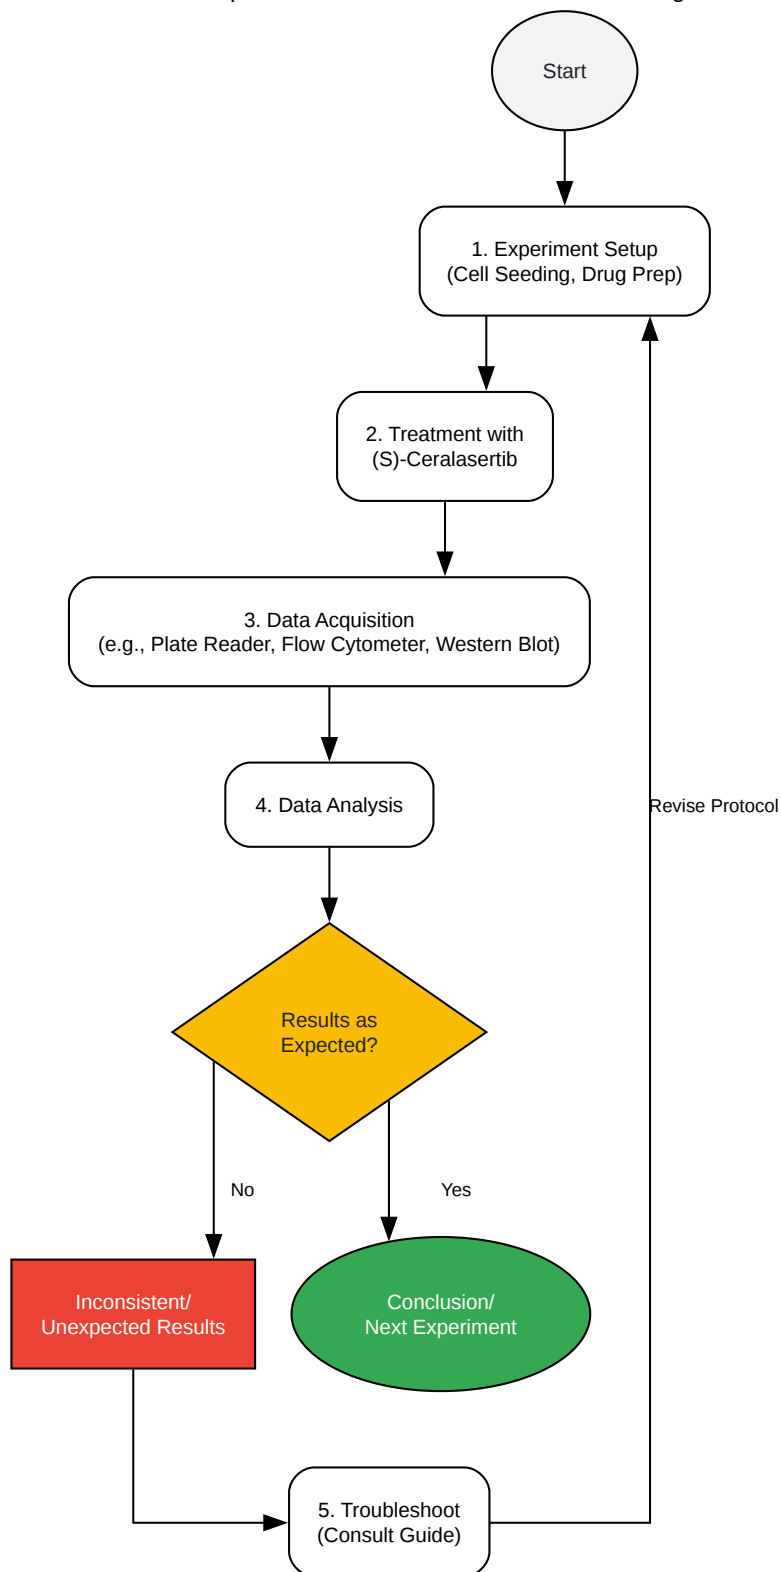 Start
1. Experiment Setup
(Cell Seeding, Drug Prep)
2. Treatment with
(S)-Ceralasertib
3. Data Acquisition
(e.g., Plate Reader, Flow Cytometer, Western Blot)
4. Data Analysis
Revise Protocol
Results as
Expected?
No
Yes
Inconsistent/
Unexpected Results
Conclusion/
Next Experiment
5. Troubleshoot
(Consult Guide)